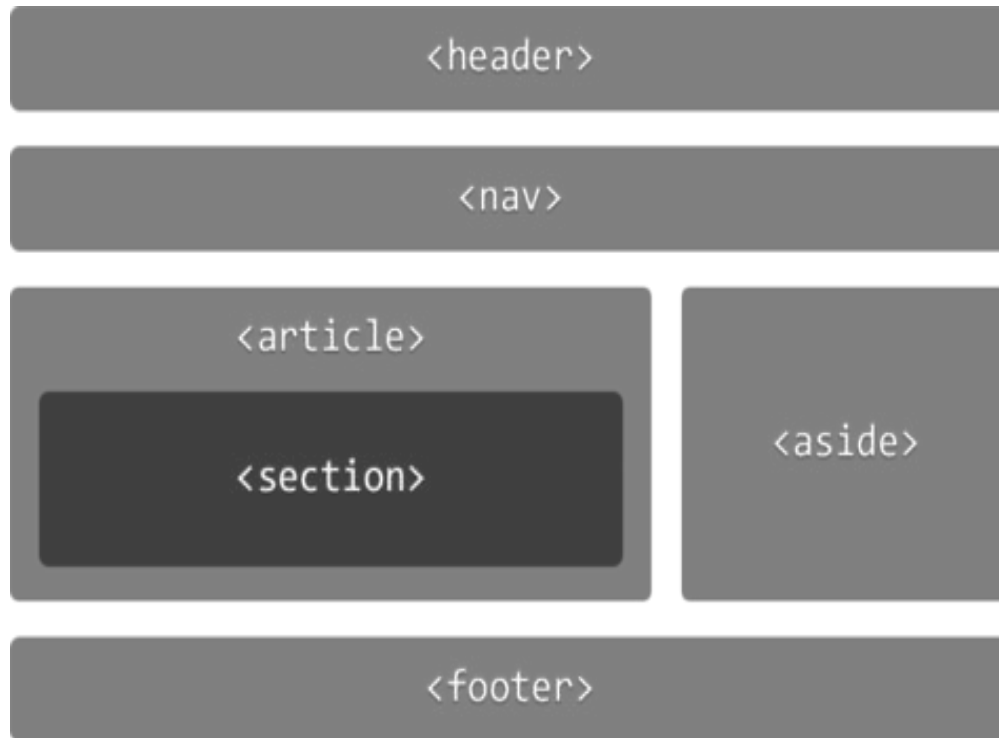 <header>
<nav>
<article>
<section>
<aside>
<footer>